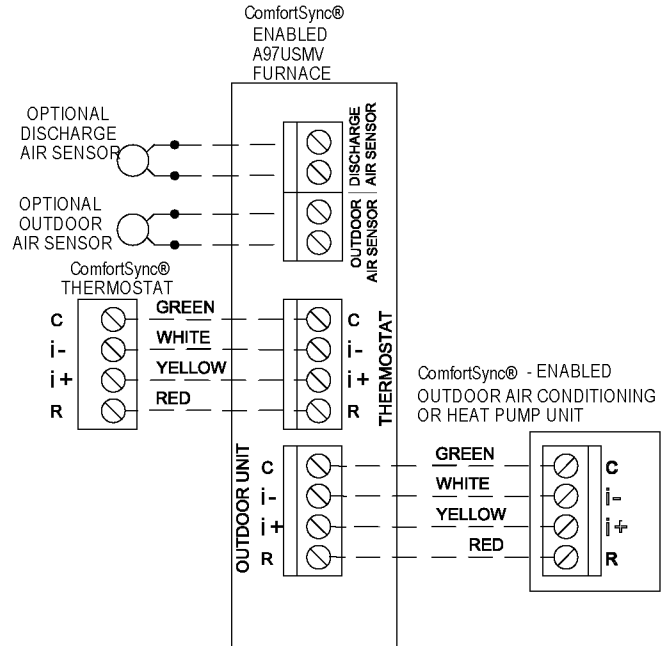 ComfortSync®
ENABLED
A97USMV
FURNACE
OPTIONAL
DISCHARGE
AIR SENSOR
DISCHARGE
AIR SENSOR
OPTIONAL
OUTDOOR
AIR SENSOR
OUTDOOR
AIR SENSOR
ComfortSync®
THERMOSTAT
C GREEN C
i- WHITE i-
i+ YELLOW i+
R RED R
THERMOSTAT
ComfortSync® - ENABLED
OUTDOOR AIR CONDITIONING
OR HEAT PUMP UNIT
OUTDOOR UNIT
C GREEN C
i- WHITE i-
i+ YELLOW i+
R RED R